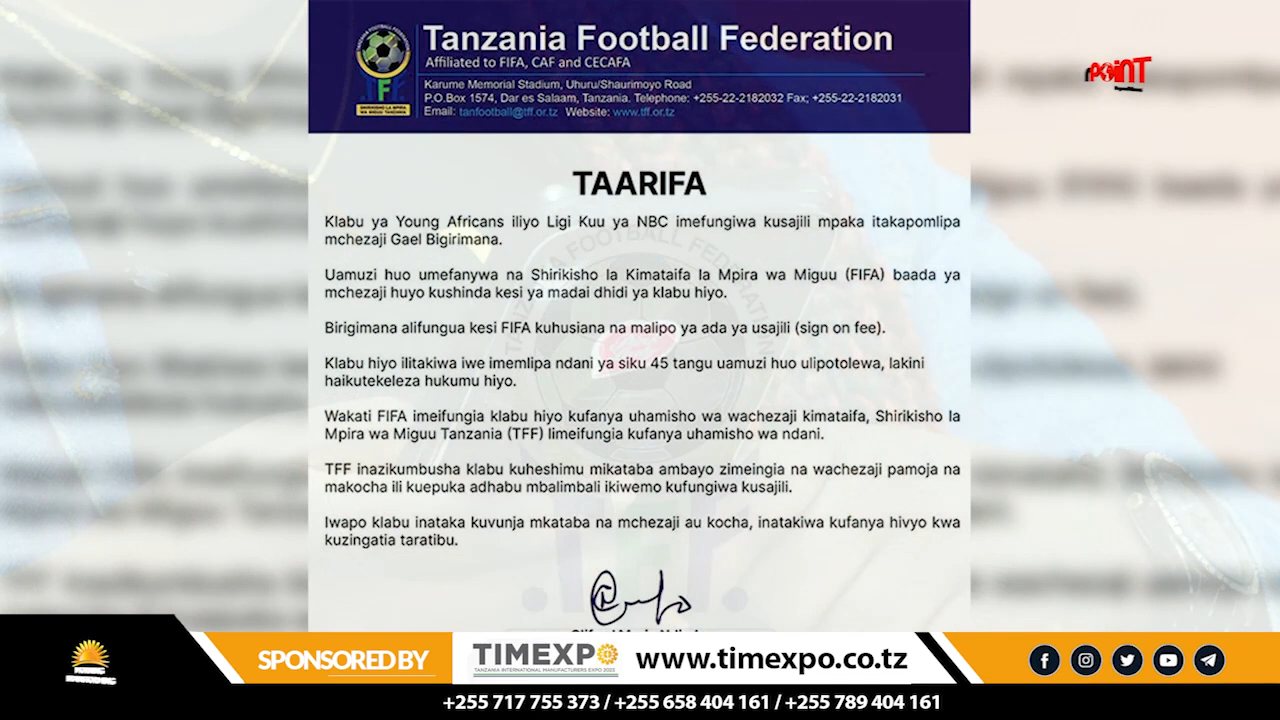 Tanzania Football Federation
Affiliated to FIFA, CAF and CECAFA
Karume Memorial Stadium, Uhuru/Shaurimoyo Road
P.O.Box 1574, Dar es Salaam, Tanzania. Telephone: +255-22-2182032 Fax; +255-22-2182031
Email: tanfootball@tff.or.tz Website: www.tff.or.tz
POINT
TAARIFA
Klabu ya Young Africans iliyo Ligi Kuu ya NBC imefungiwa kusajili mpaka itakapomlipa
mchezaji Gael Bigirimana.
Uamuzi huo umefanywa na Shirikisho la Kimataifa la Mpira wa Miguu (FIFA) baada ya
mchezaji huyo kushinda kesi ya madai dhidi ya klabu hiyo.
Birigimana alifungua kesi FIFA kuhusiana na malipo ya ada ya usajili (sign on fee).
Klabu hiyo ilitakiwa iwe imemlipa ndani ya siku 45 tangu uamuzi huo ulipotolewa, lakini
haikutekeleza hukumu hiyo.
Wakati FIFA imeifungia klabu hiyo kufanya uhamisho wa wachezaji kimataifa, Shirikisho la
Mpira wa Miguu Tanzania (TFF) limeifungia kufanya uhamisho wa ndani.
TFF inazikumbusha klabu kuheshimu mikataba ambayo zimeingia na wachezaji pamoja na
makocha ili kuepuka adhabu mbalimbali ikiwemo kufungiwa kusajili.
Iwapo klabu inataka kuvunja mkataba na mchezaji au kocha, inatakiwa kufanya hivyo kwa
kuzingatia taratibu.
SPONSORED BY
TIMEXPO
TANZANIA INTERNATIONAL MANUFACTURERS EXPO 2023
www.timexpo.co.tz
+255 717 755 373 / +255 658 404 161 / +255 789 404 161